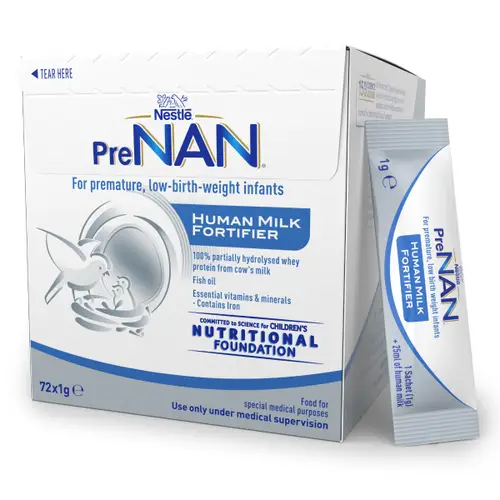 TEAR HERE
Nestlé
PreNAN®
For premature, low-birth-weight infants
HUMAN MILK
FORTIFIER
100% partially hydrolysed whey
protein from cow's milk
Fish oil
Essential vitamins & minerals
- Contains Iron
COMMITTED TO SCIENCE for CHILDREN'S
NUTRITIONAL
FOUNDATION
72x1g e
Food for
special medical purposes
Use only under medical supervision
1g e
For premature, low birth weight infants
Nestlé
PreNAN
HUMAN MILK
FORTIFIER
1 Sachet (1g)
+ 25ml of human milk